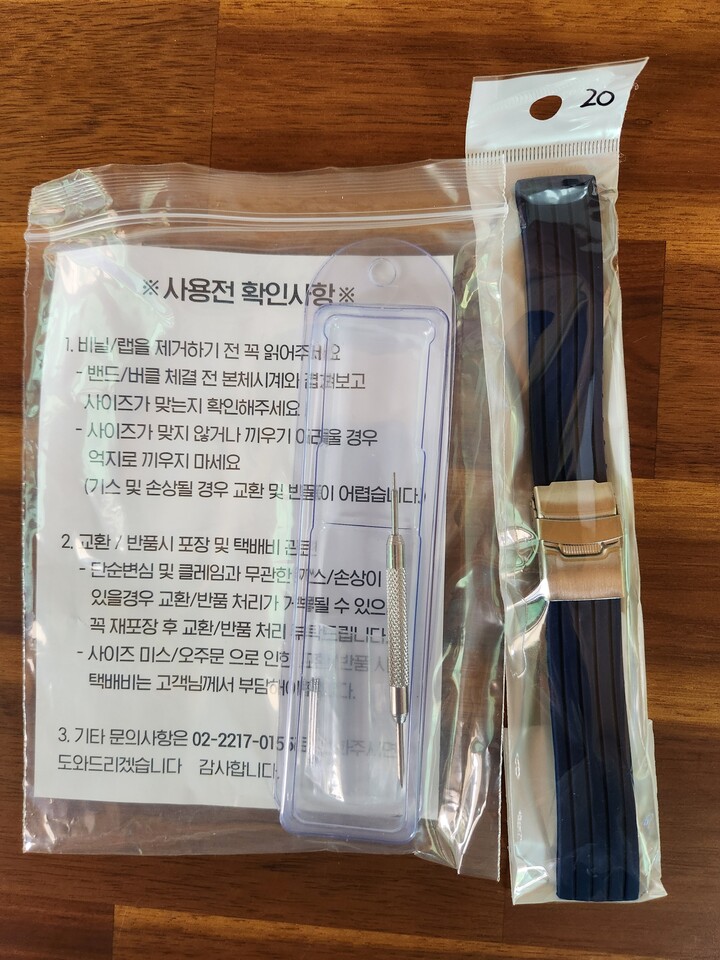 20
※사용전 확인사항※
1. 비닐/랩을 제거하기 전 꼭 읽어주세요
- 밴드/버클 체결 전 본체시계와 겹쳐보고
사이즈가 맞는지 확인해주세요
- 사이즈가 맞지 않거나 끼우기 어려울 경우
억지로 끼우지 마세요
(기스 및 손상될 경우 교환 및 반품이 어렵습니다.)
2. 교환 / 반품시 포장 및 택배비 관련
- 단순변심 및 클레임과 무관한 기스/손상이
있을경우 교환/반품 처리가 거부될 수 있으
꼭 재포장 후 교환/반품 처리 부탁드립니다.
- 사이즈 미스/오주문 으로 인한 교환/반품 시
택배비는 고객님께서 부담해야
3. 기타 문의사항은 02-2217-015
도와드리겠습니다 감사합니다.